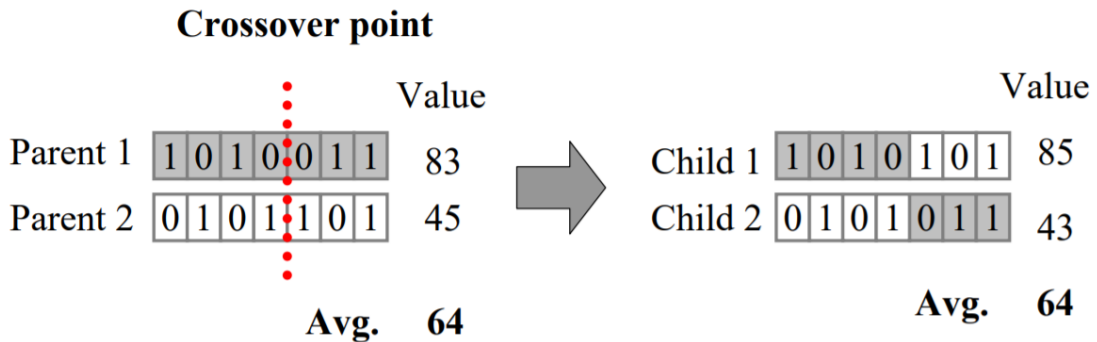 Crossover point
Value
Parent 1 1 0 1 0 0 1 1 83
Parent 2 0 1 0 1 1 0 1 45
Avg. 64
Value
Child 1 1 0 1 0 1 0 1 85
Child 2 0 1 0 1 0 1 1 43
Avg. 64